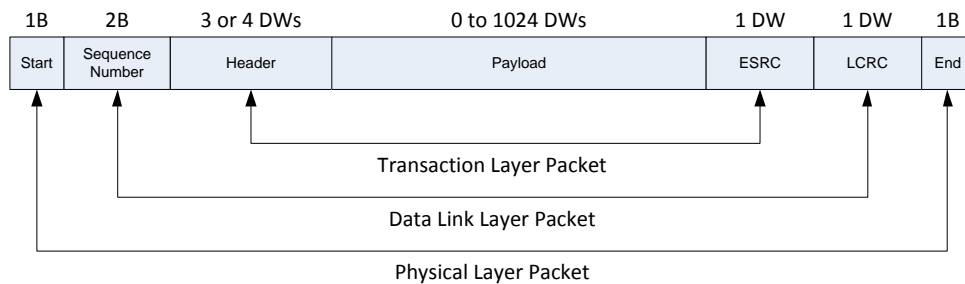 1B 2B 3 or 4 DWs 0 to 1024 DWs 1 DW 1 DW 1B
Start Sequence Number Header Payload ESRC LCRC End
Transaction Layer Packet
Data Link Layer Packet
Physical Layer Packet